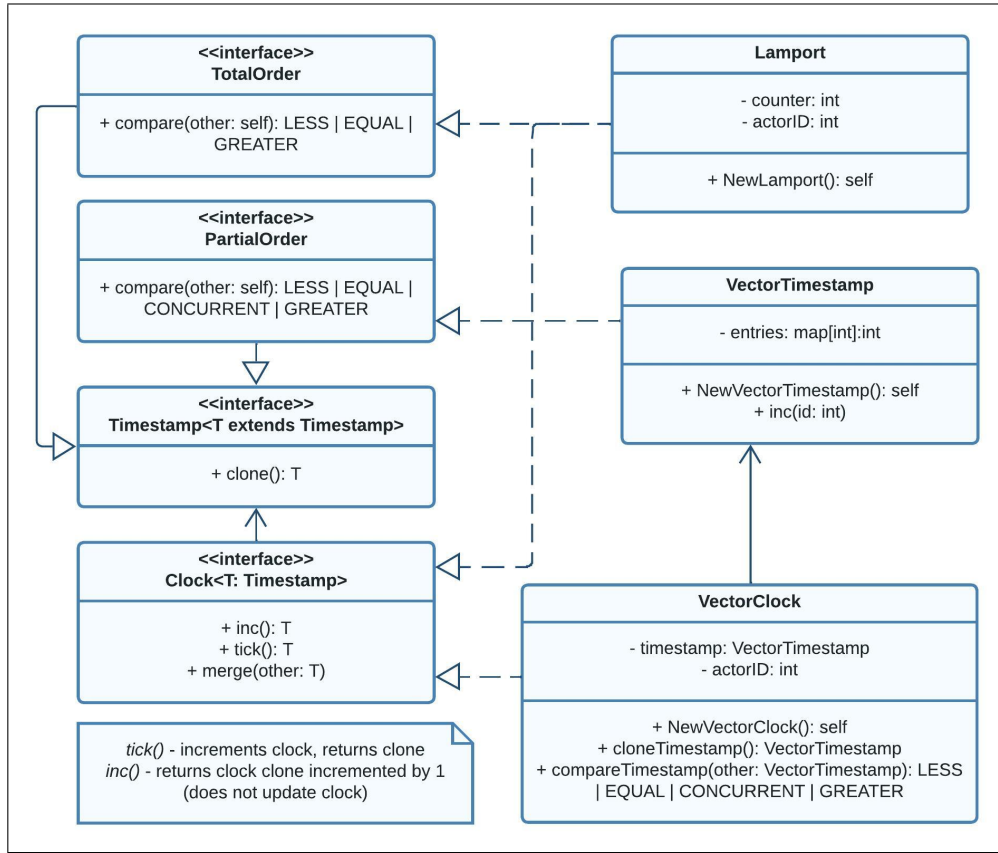 <<interface>>
TotalOrder
+ compare(other: self): LESS | EQUAL |
GREATER
<<interface>>
PartialOrder
+ compare(other: self): LESS | EQUAL |
CONCURRENT | GREATER
<<interface>>
Timestamp<T extends Timestamp>
+ clone(): T
<<interface>>
Clock<T: Timestamp>
+ inc(): T
+ tick(): T
+ merge(other: T)
tick() - increments clock, returns clone
inc() - returns clock clone incremented by 1
(does not update clock)
Lamport
- counter: int
- actorID: int
+ NewLamport(): self
VectorTimestamp
- entries: map[int]:int
+ NewVectorTimestamp(): self
+ inc(id: int)
VectorClock
- timestamp: VectorTimestamp
- actorID: int
+ NewVectorClock(): self
+ cloneTimestamp(): VectorTimestamp
+ compareTimestamp(other: VectorTimestamp): LESS
| EQUAL | CONCURRENT | GREATER